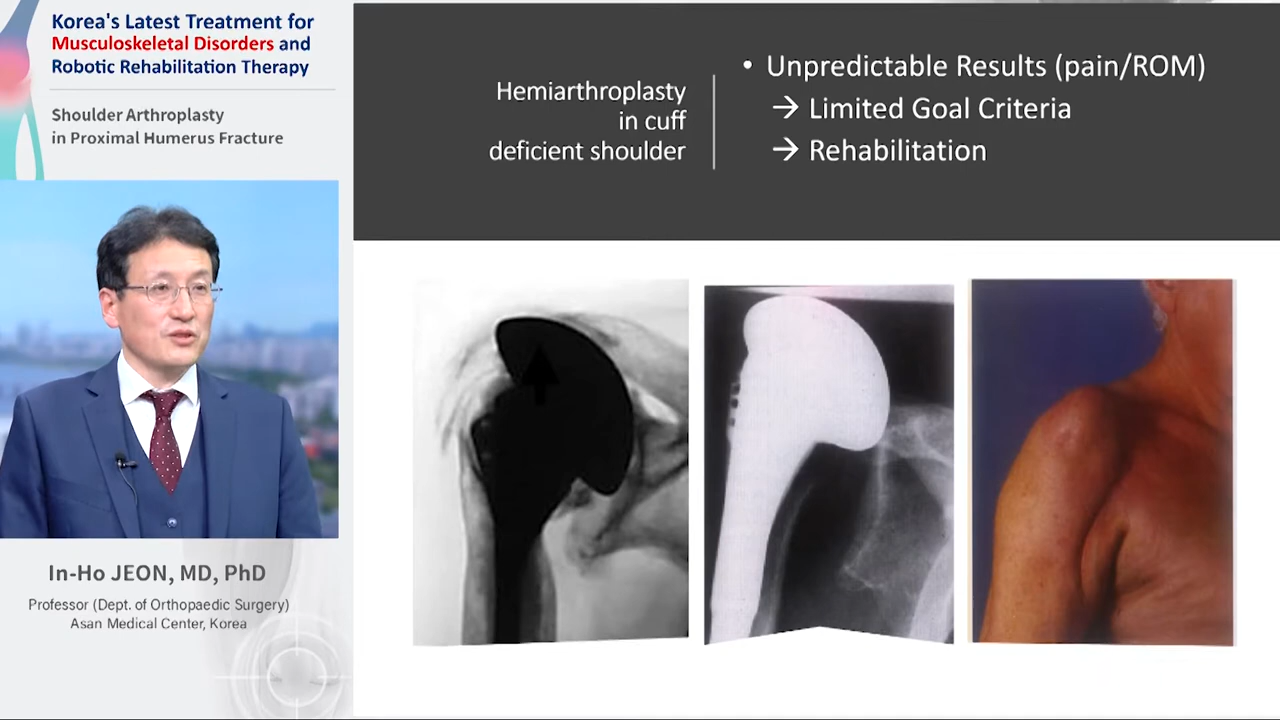 Korea's Latest Treatment for
Musculoskeletal Disorders and
Robotic Rehabilitation Therapy
Shoulder Arthroplasty
in Proximal Humerus Fracture
In-Ho JEON, MD, PhD
Professor (Dept. of Orthopaedic Surgery)
Asan Medical Center, Korea
Hemiarthroplasty
in cuff
deficient shoulder
• Unpredictable Results (pain/ROM)
→ Limited Goal Criteria
→ Rehabilitation